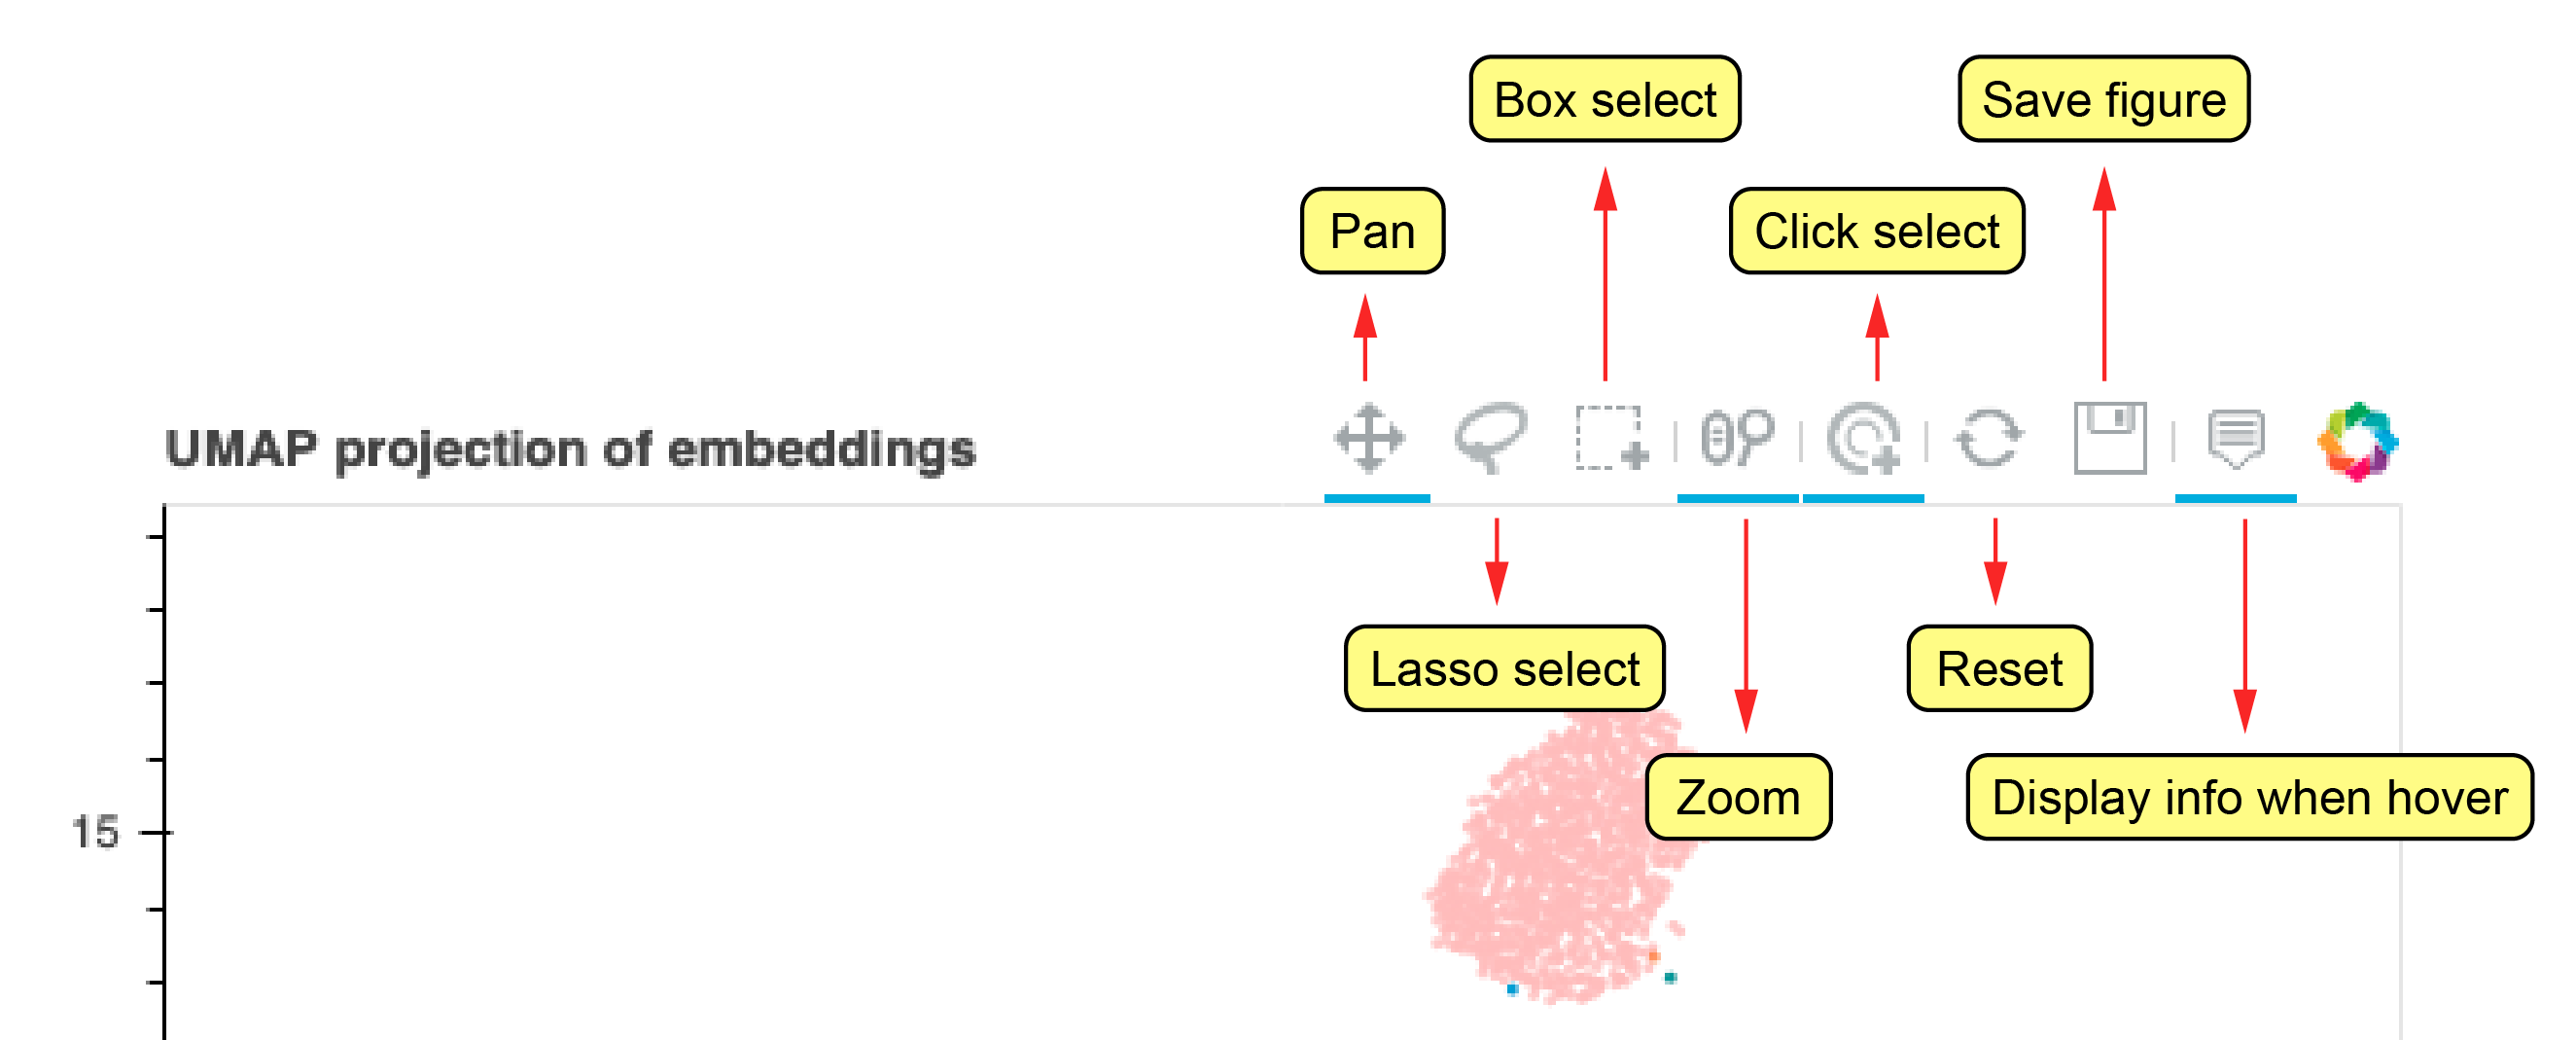 Box select
Save figure
Pan
Click select
UMAP projection of embeddings
Lasso select
Reset
Zoom
Display info when hover
15